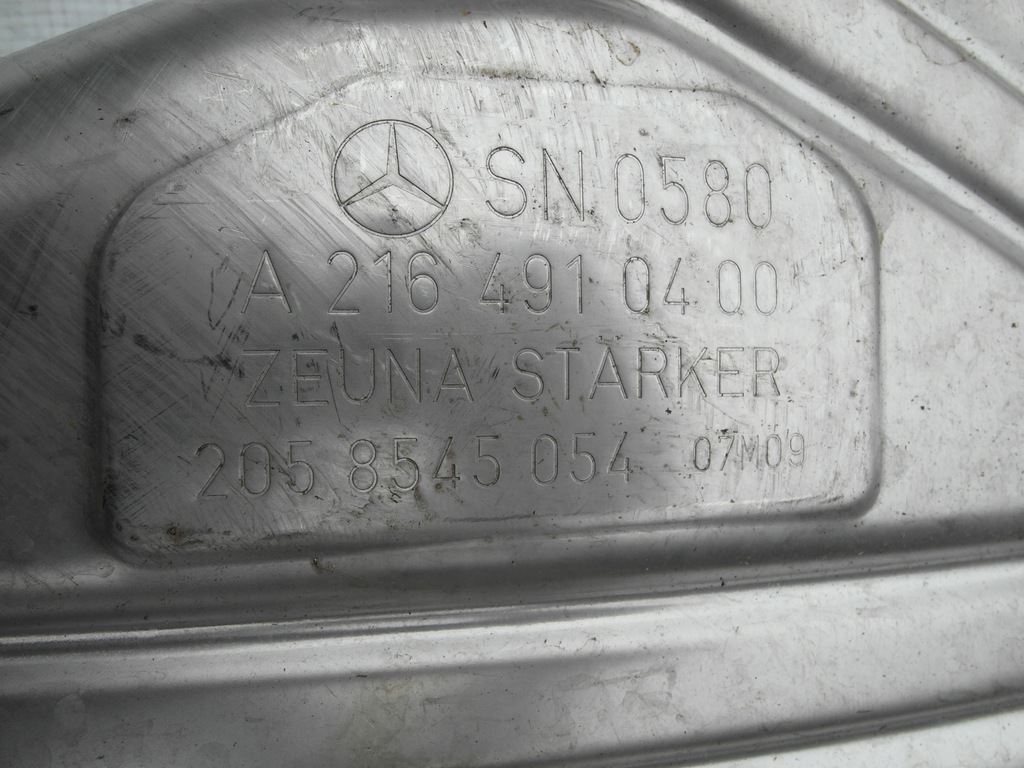 SN 0580
A 216 491 04 00
ZEUNA STARKER
205 8545 054 07M09